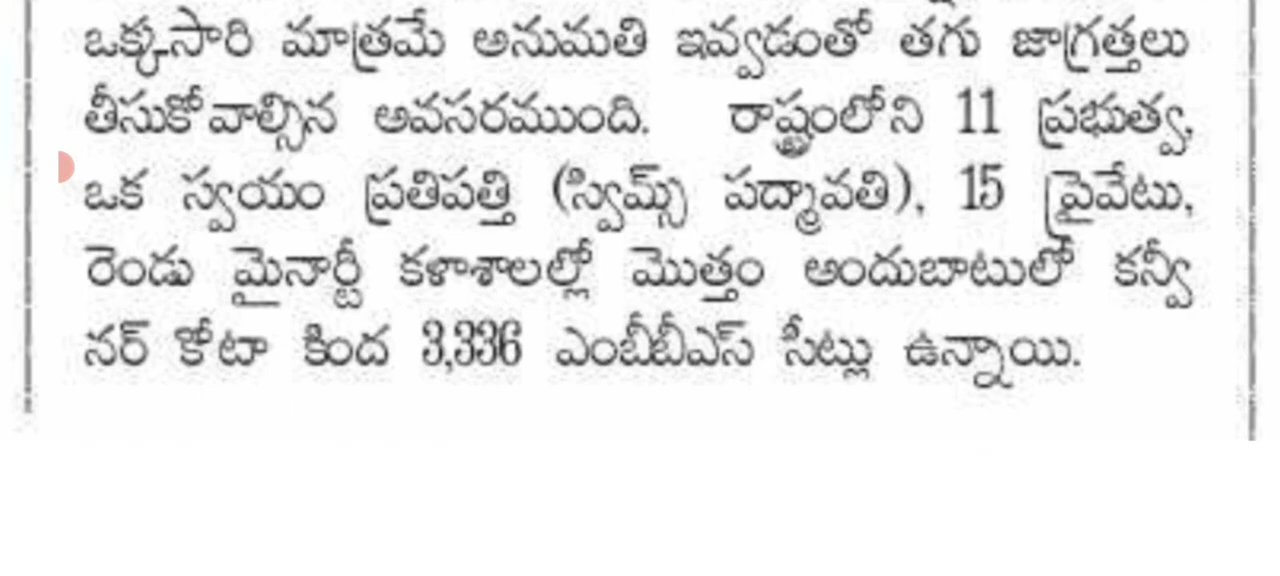 ఒక్కసారి మాత్రమే అనుమతి ఇవ్వడంతో తగు జాగ్రత్తలు
తీసుకోవాల్సిన అవసరముంది. రాష్ట్రంలోని 11 ప్రభుత్వ,
ఒక స్వయం ప్రతిపత్తి (స్విమ్స్ పద్మావతి), 15 ప్రైవేటు,
రెండు మైనార్టీ కళాశాలల్లో మొత్తం అందుబాటులో కన్వీ
నర్ కోటా కింద 3,336 ఎంబీబీఎస్ సీట్లు ఉన్నాయి.